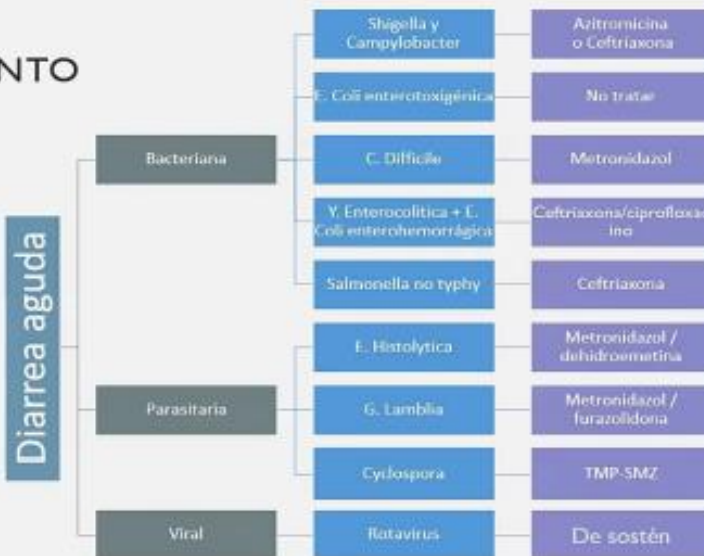 NTO
Diarrea aguda
Bacteriana
Shigella y
Campylobacter
Azitromicina
o Ceftriaxona
E. Coli enterotoxigénica
No tratar
C. Difficile
Metronidazol
Y. Enterocolitica + E.
Coli enterohemorrágica
Ceftriaxona/ciprofloxac
ino
Salmonella no typhy
Ceftriaxona
Parasitaria
E. Histolytica
Metronidazol /
dehidroemetina
G. Lamblia
Metronidazol /
furazolidona
Cyclospora
TMP-SMZ
Viral
Rotavirus
De sostén